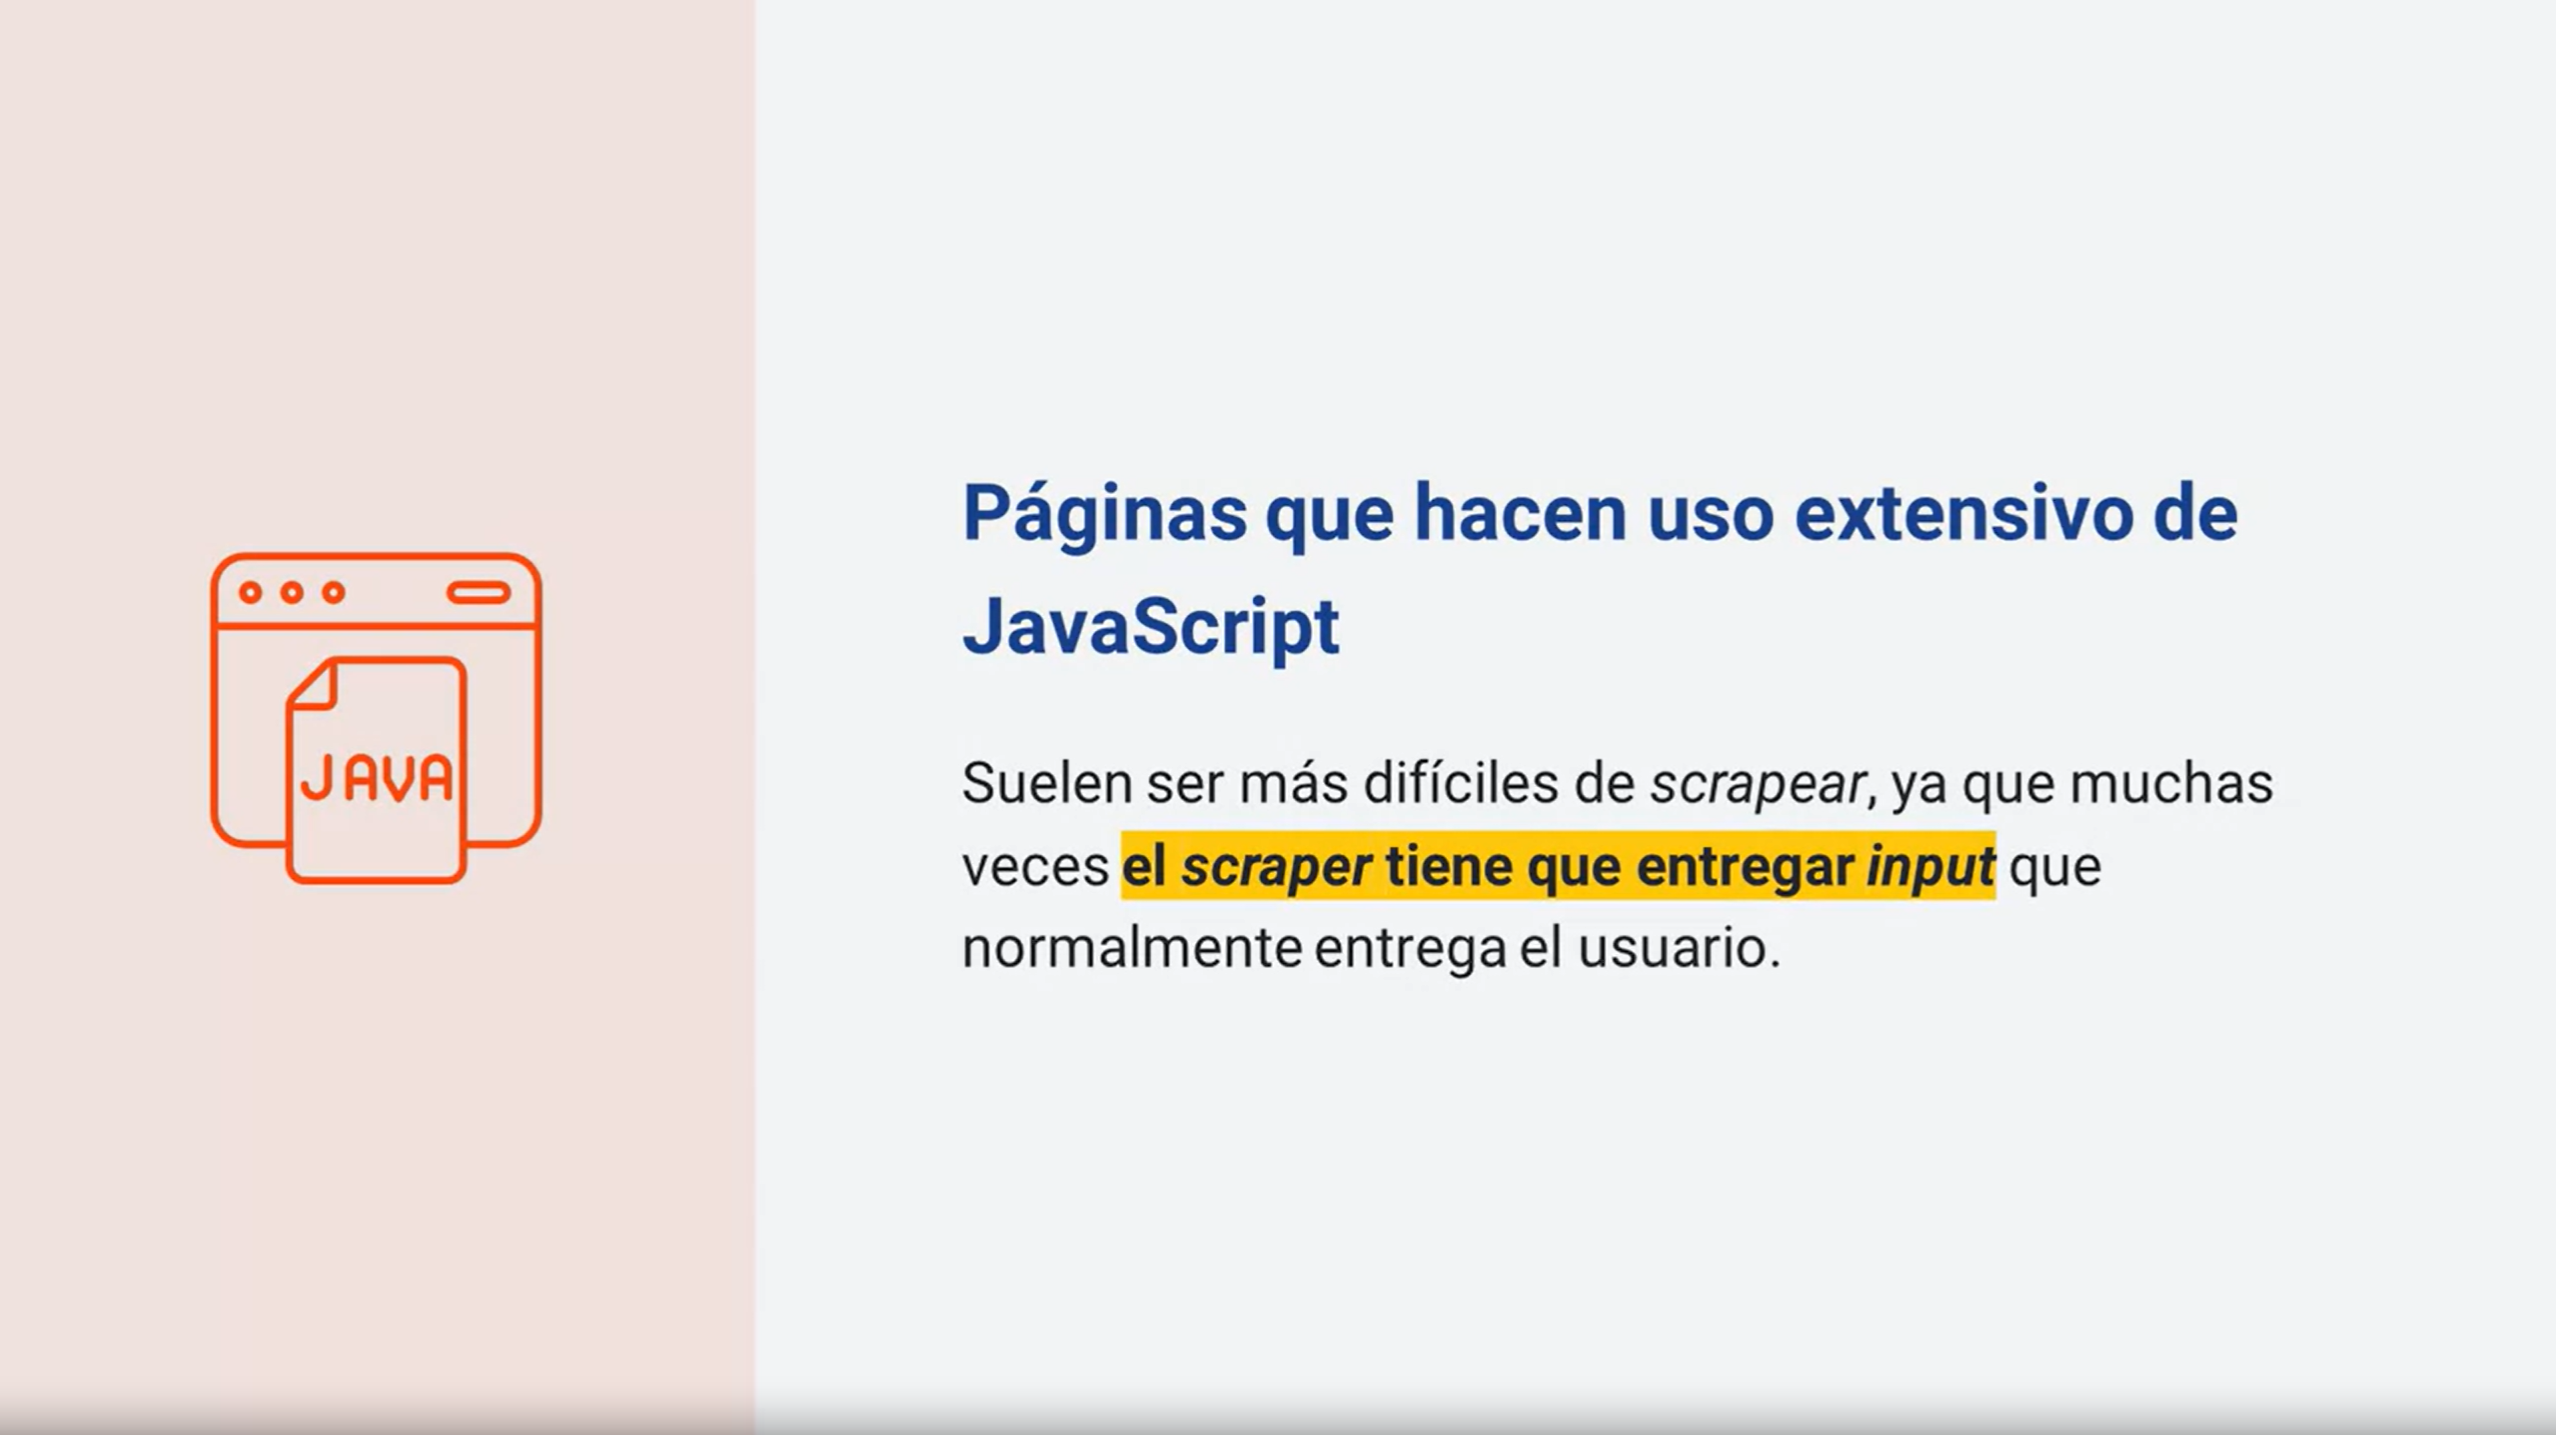 JAVA
Páginas que hacen uso extensivo de
JavaScript
Suelen ser más difíciles de scrapear, ya que muchas
veces el scraper tiene que entregar input que
normalmente entrega el usuario.